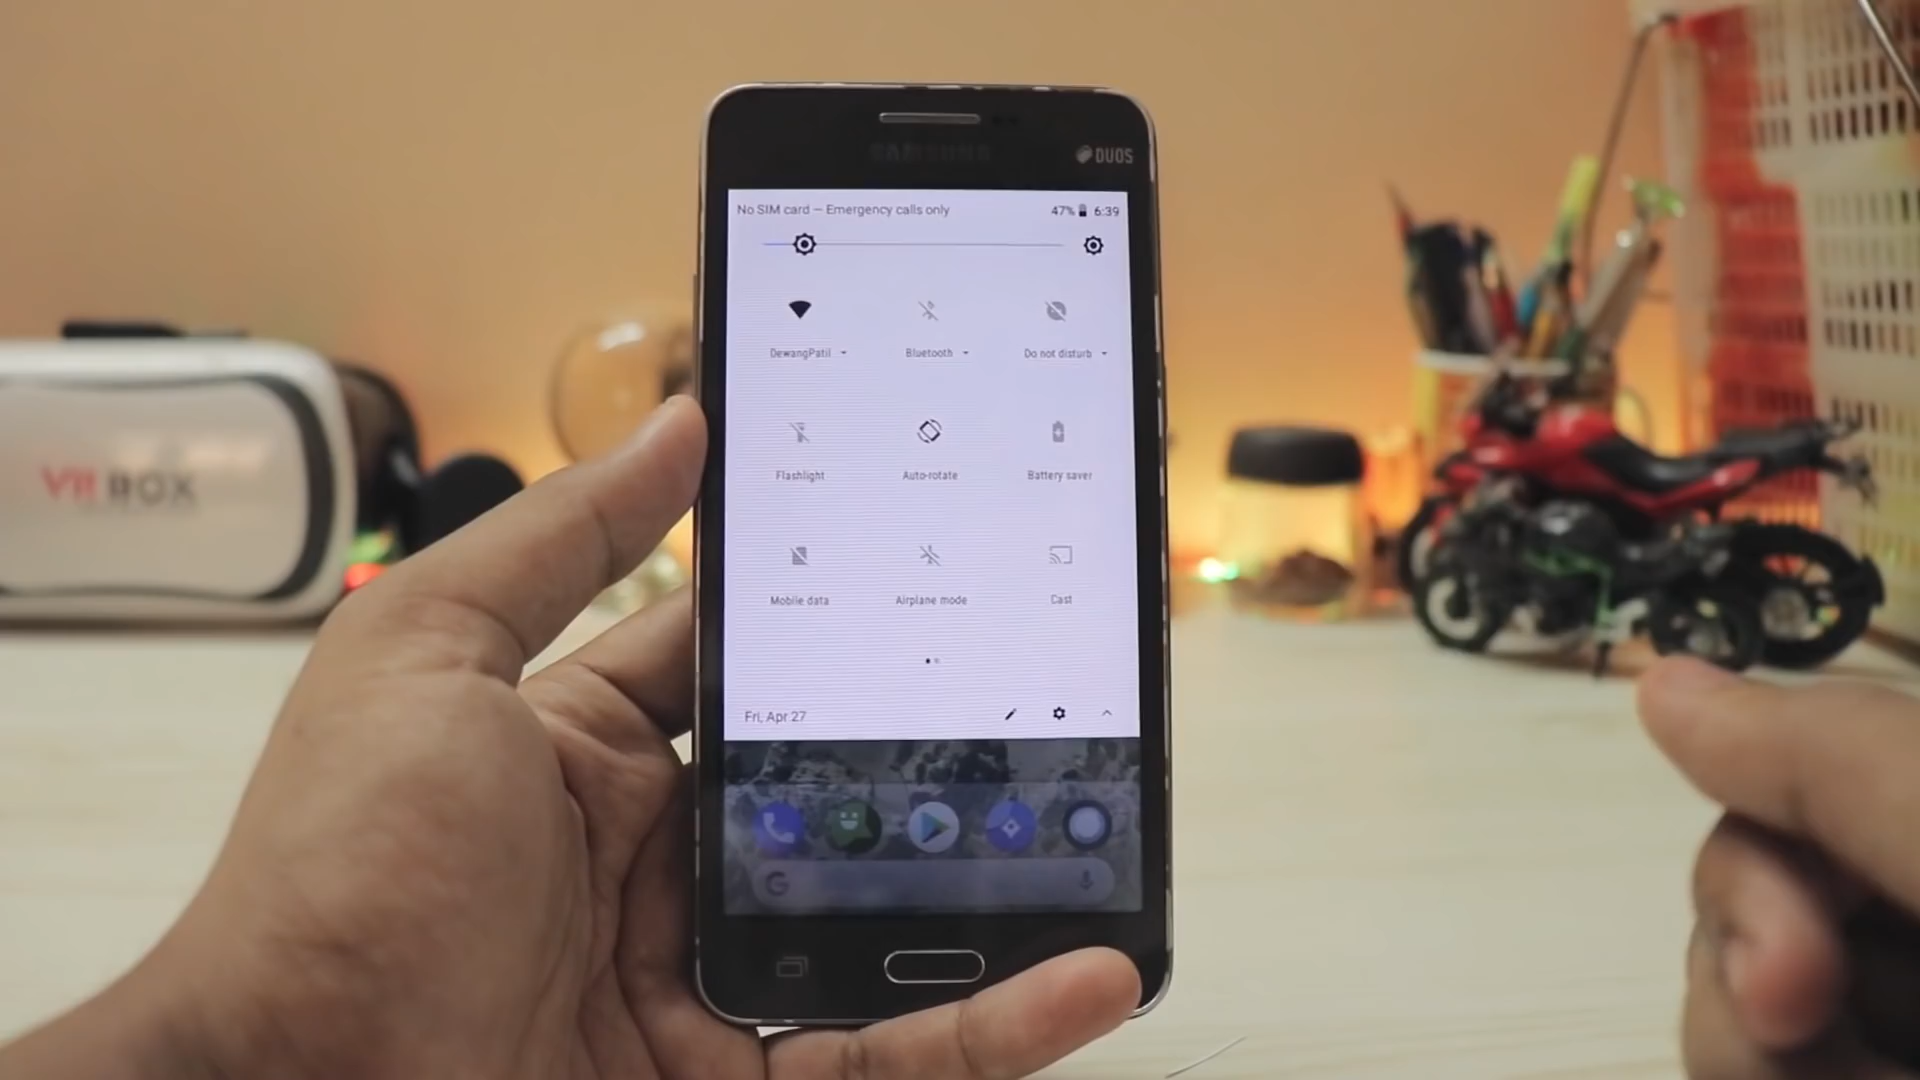 SAMSUNG
DUOS
No SIM card – Emergency calls only 47% 6:39
DewangPatil Bluetooth Do not disturb
Flashlight Auto-rotate Battery saver
Mobile data Airplane mode Cast
Fri, Apr 27
G
VR BOX